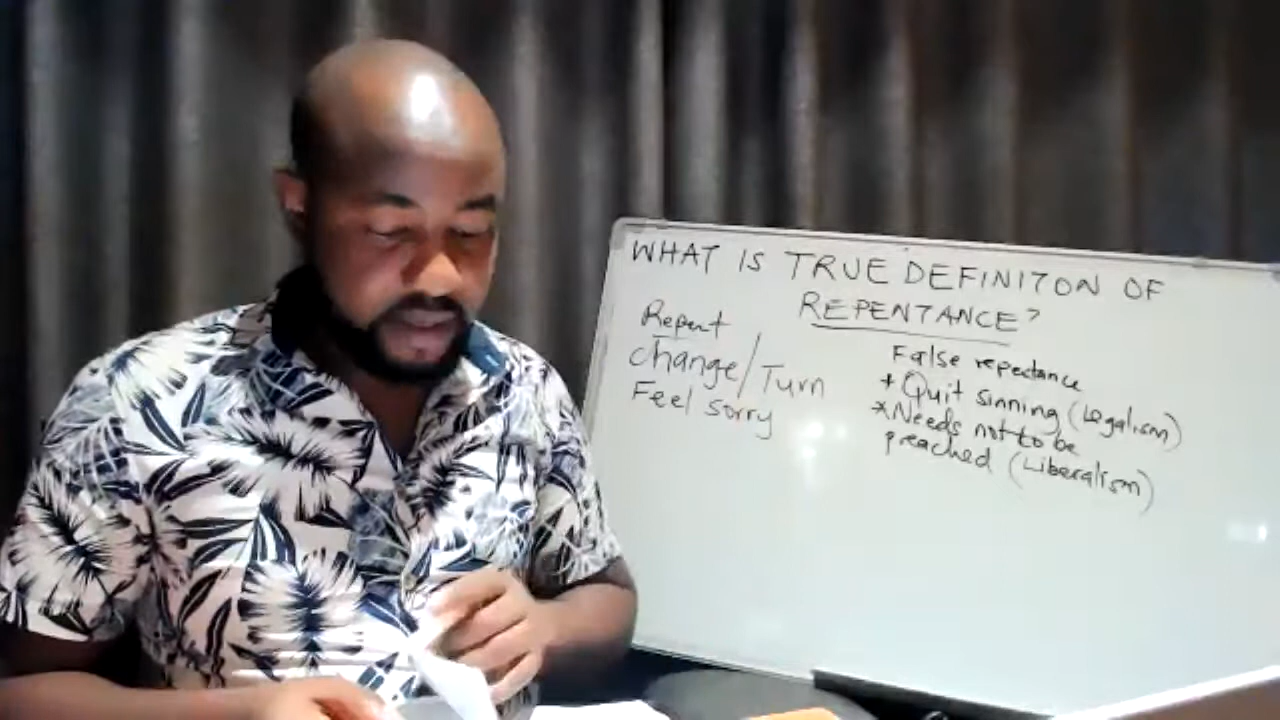 WHAT IS TRUE DEFINITON OF
REPENTANCE?
Repent
change/Turn
Feel sorry
False repectance
* Quit sinning (Legalism)
* Needs not to be
preached (Liberalism)